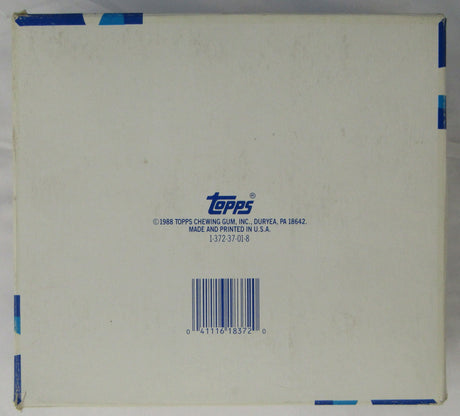 topps®
©1988 TOPPS CHEWING GUM, INC., DURYEA, PA 18642.
MADE AND PRINTED IN U.S.A.
1-372-37-01-8
0 41116 18372 0